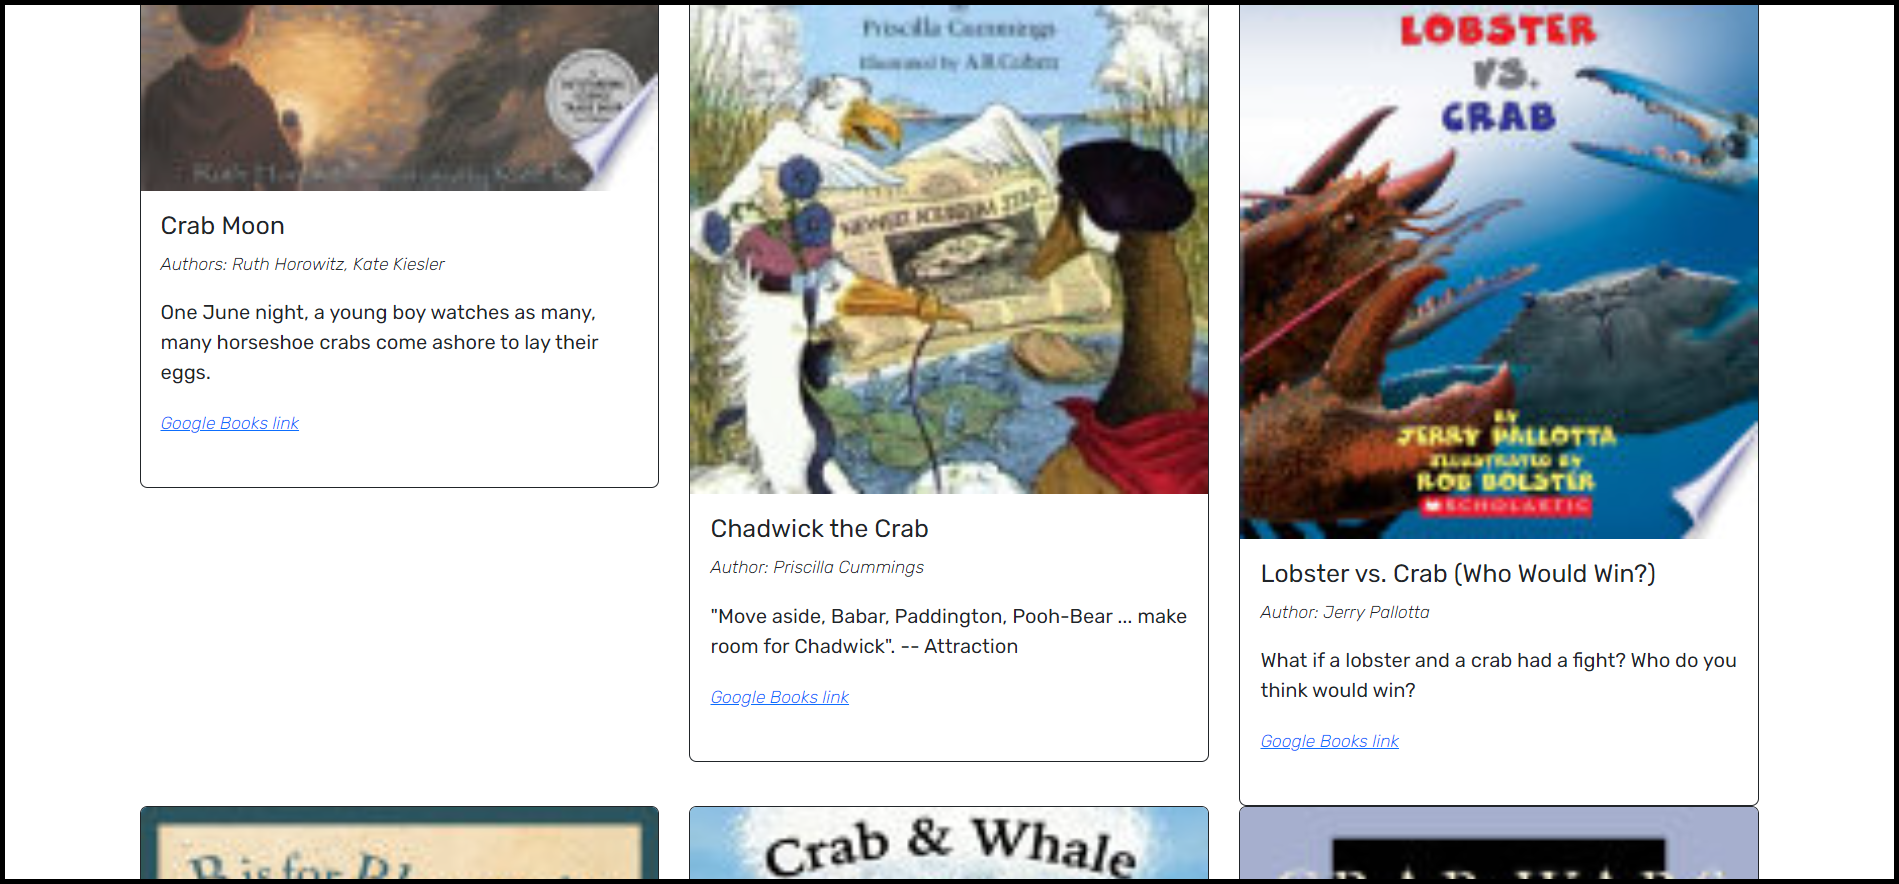 Crab Moon
Authors: Ruth Horowitz, Kate Kiesler
One June night, a young boy watches as many,
many horseshoe crabs come ashore to lay their
eggs.
Google Books link
Priscilla Cummings
Illustrated by A.R. Cohen
Chadwick the Crab
Author: Priscilla Cummings
"Move aside, Babar, Paddington, Pooh-Bear ... make
room for Chadwick". -- Attraction
Google Books link
LOBSTER
VS.
CRAB
BY
JERRY PALLOTTA
ILLUSTRATED BY
ROB BOLSTER
SCHOLASTIC
Lobster vs. Crab (Who Would Win?)
Author: Jerry Pallotta
What if a lobster and a crab had a fight? Who do you
think would win?
Google Books link
B is for
Crab & Whale